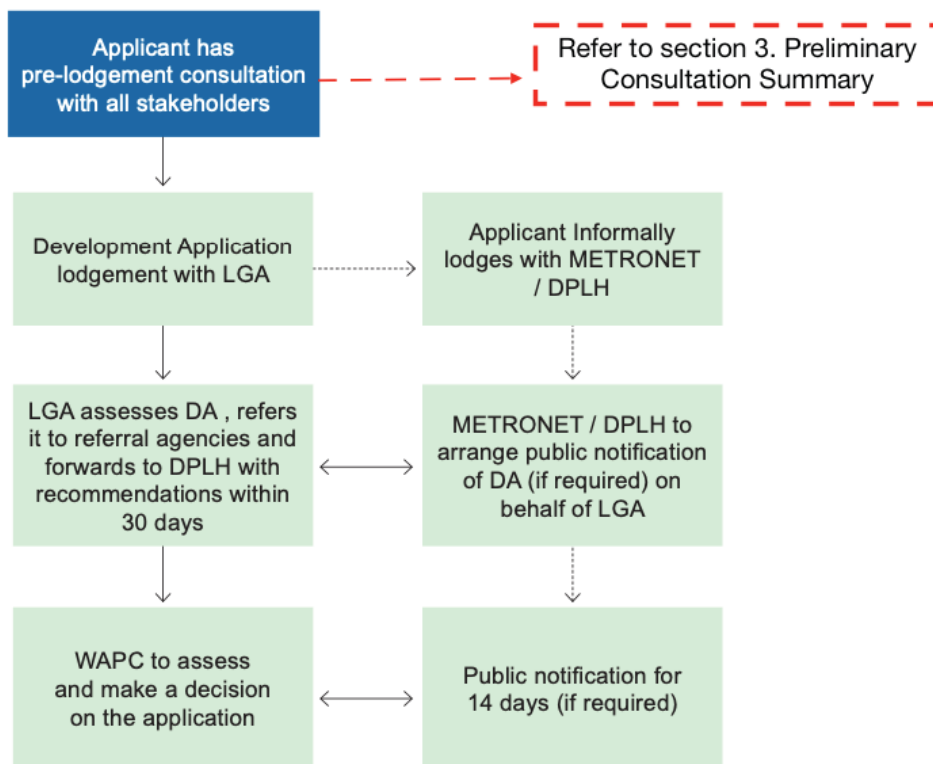 Applicant has
pre-lodgement consultation
with all stakeholders
Refer to section 3. Preliminary
Consultation Summary
Development Application
lodgement with LGA
Applicant Informally
lodges with METRONET
/ DPLH
LGA assesses DA , refers
it to referral agencies and
forwards to DPLH with
recommendations within
30 days
METRONET / DPLH to
arrange public notification
of DA (if required) on
behalf of LGA
WAPC to assess
and make a decision
on the application
Public notification for
14 days (if required)